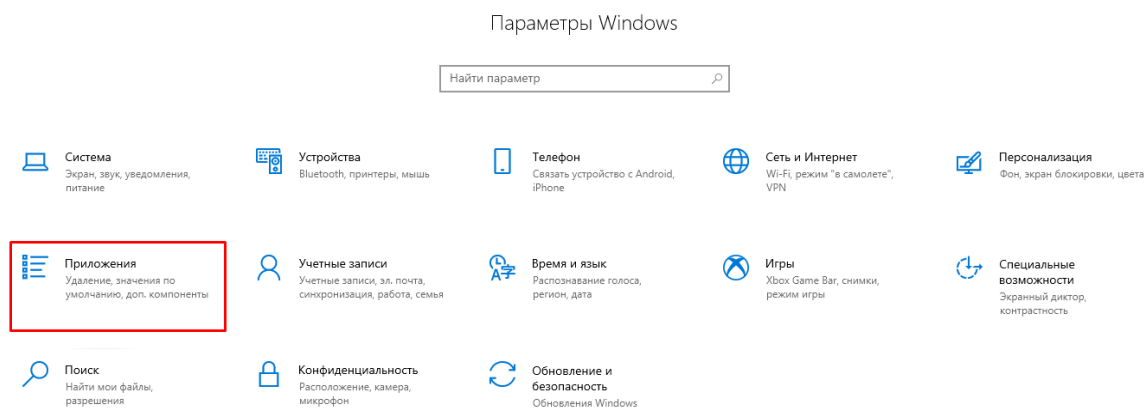 Параметры Windows
Найти параметр
Система
Экран, звук, уведомления,
питание
Устройства
Bluetooth, принтеры, мышь
Телефон
Связать устройство с Android,
iPhone
Сеть и Интернет
Wi-Fi, режим "в самолете",
VPN
Персонализация
Фон, экран блокировки, цвета
Приложения
Удаление, значения по
умолчанию, доп. компоненты
Учетные записи
Учетные записи, эл. почта,
синхронизация, работа, семья
Время и язык
Распознавание голоса,
регион, дата
Игры
Xbox Game Bar, снимки,
режим игры
Специальные
возможности
Экранный диктор,
контрастность
Поиск
Найти мои файлы,
разрешения
Конфиденциальность
Расположение, камера,
микрофон
Обновление и
безопасность
Обновления Windows